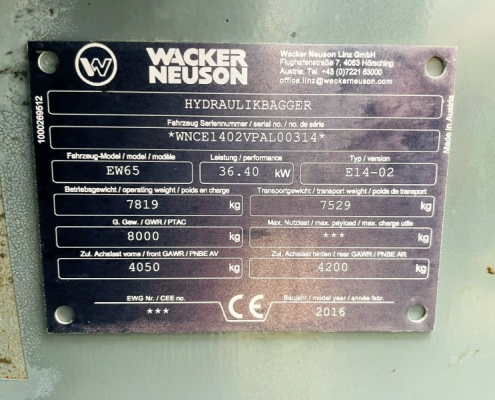 WACKER
NEUSON
Wacker Neuson Linz GmbH
Flughafenstraße 7, 4063 Hörsching
Austria, Tel. +43 (0)7221 63000
office.linz@wackerneuson.com
HYDRAULIKBAGGER
Fahrzeug Seriennummer / serial no. / no. de série
*WNCE1402VPAL00314*
Fahrzeug-Model / model / modèle
Leistung / performance
Typ / version
EW65
36.40 kW
E14-02
Betriebsgewicht / operating weight / poids en charge
Transportgewicht / transport weight / poids de transport
7819 kg
7529 kg
G. Gew. / GWR / PTAC
Max. Nutzlast / max. payload / max. charge utile
8000 kg
*** kg
Zul. Achslast vorne / front GAWR / PNBE AV
Zul. Achslast hinten / rear GAWR / PNBE AR
4050 kg
4200 kg
EWG Nr. / CEE no.
***
CE
Baujahr / model year / année fabr.
2016
1000269512
Made in Austria